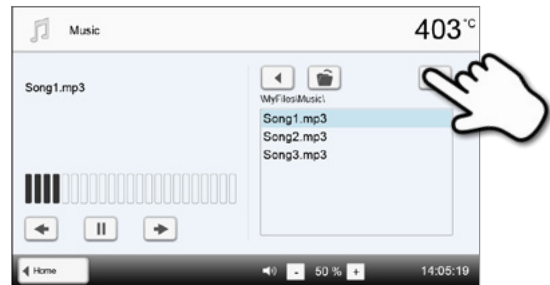 Music
403 °C
Song1.mp3
\MyFiles\Music\
Song1.mp3
Song2.mp3
Song3.mp3
Home
- 50 % +
14:05:19